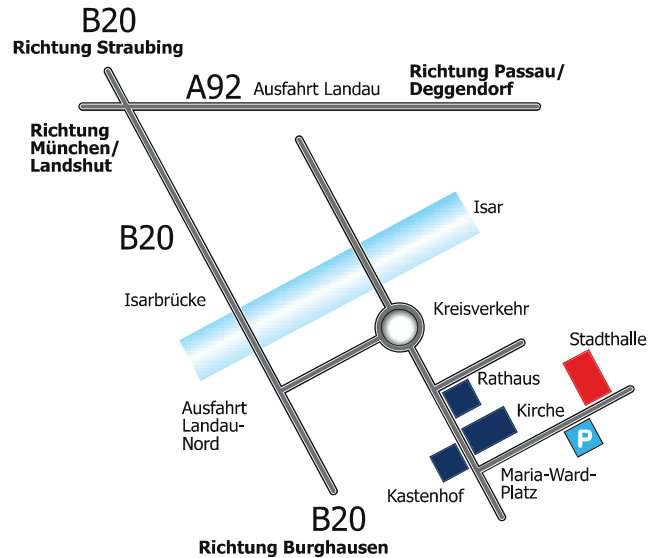 B20
Richtung Straubing
A92 Ausfahrt Landau
Richtung Passau/
Deggendorf
Richtung
München/
Landshut
Isar
B20
Isarbrücke
Kreisverkehr
Stadthalle
Rathaus
Kirche
P
Ausfahrt
Landau-
Nord
Maria-Ward-
Platz
Kastenhof
B20
Richtung Burghausen